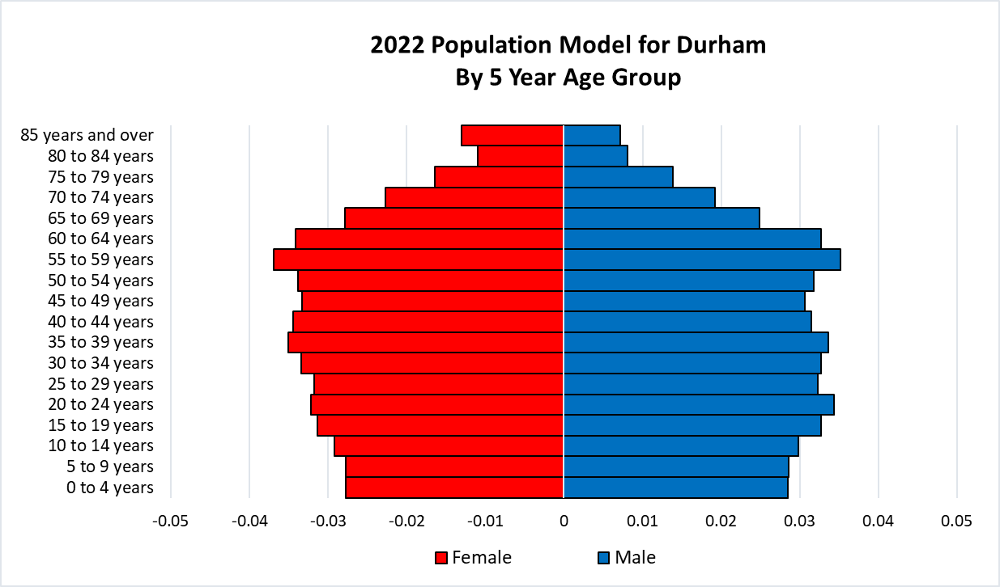 2022 Population Model for Durham
By 5 Year Age Group
85 years and over
80 to 84 years
75 to 79 years
70 to 74 years
65 to 69 years
60 to 64 years
55 to 59 years
50 to 54 years
45 to 49 years
40 to 44 years
35 to 39 years
30 to 34 years
25 to 29 years
20 to 24 years
15 to 19 years
10 to 14 years
5 to 9 years
0 to 4 years
-0.05 -0.04 -0.03 -0.02 -0.01 0 0.01 0.02 0.03 0.04 0.05
Female Male